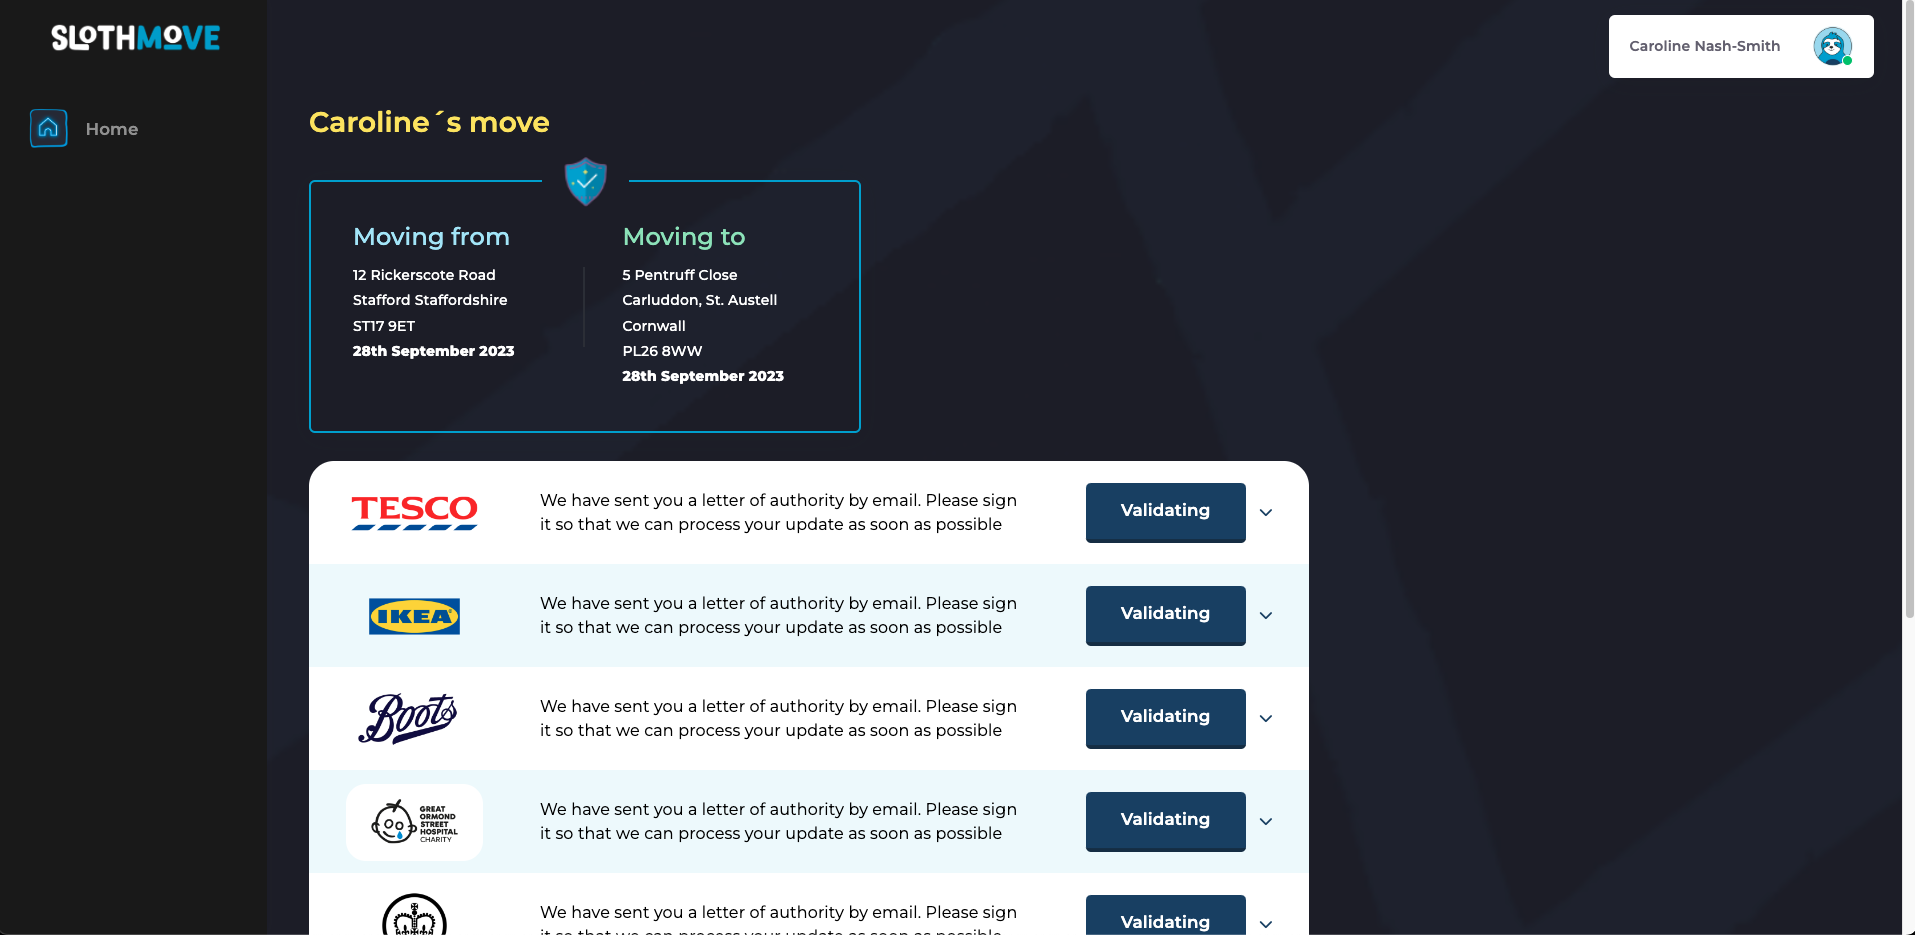 SLOTHMOVE
Caroline Nash-Smith
Home
Caroline´s move
Moving from
12 Rickerscote Road
Stafford Staffordshire
ST17 9ET
28th September 2023
Moving to
5 Pentruff Close
Carluddon, St. Austell
Cornwall
PL26 8WW
28th September 2023
TESCO
We have sent you a letter of authority by email. Please sign
it so that we can process your update as soon as possible
Validating
IKEA
We have sent you a letter of authority by email. Please sign
it so that we can process your update as soon as possible
Validating
Boots
We have sent you a letter of authority by email. Please sign
it so that we can process your update as soon as possible
Validating
GREAT
ORMOND
STREET
HOSPITAL
CHARITY
We have sent you a letter of authority by email. Please sign
it so that we can process your update as soon as possible
Validating
We have sent you a letter of authority by email. Please sign
Validating